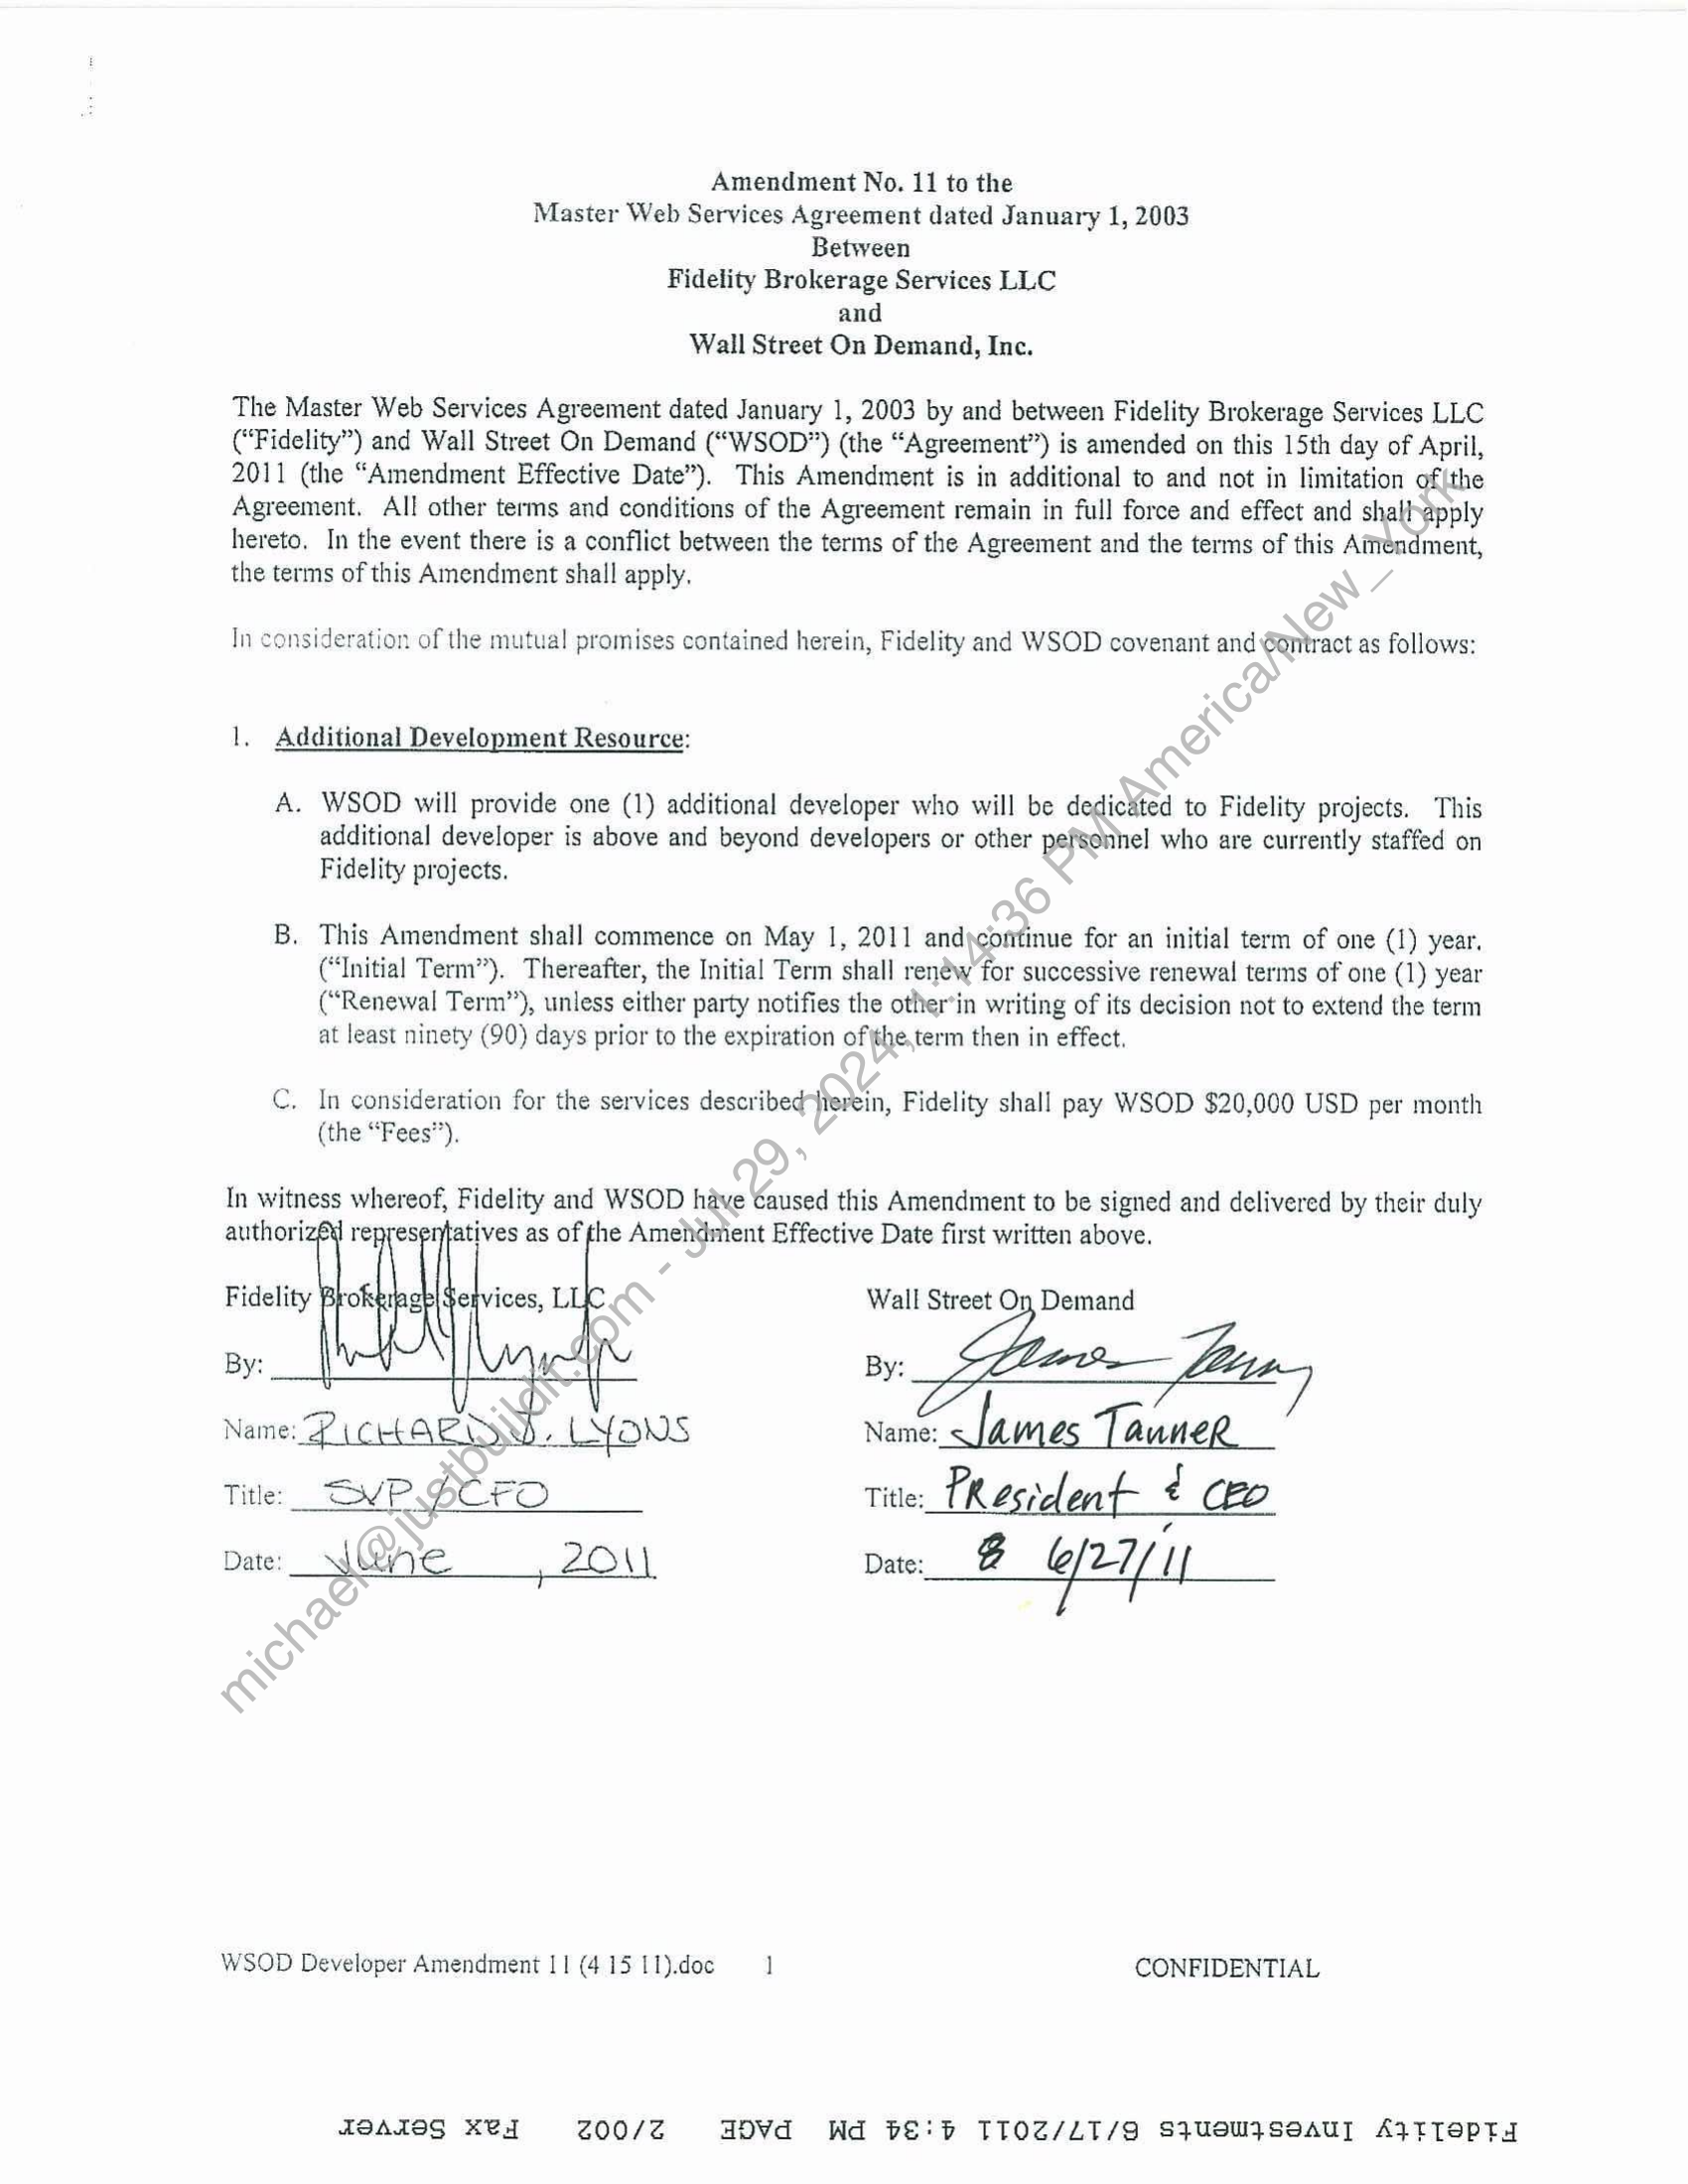 Amendment No. 11 to the
Master Web Services Agreement dated January 1, 2003
Between
Fidelity Brokerage Services LLC
and
Wall Street On Demand, Inc.
The Master Web Services Agreement dated January 1, 2003 by and between Fidelity Brokerage Services LLC
(“Fidelity”) and Wall Street On Demand (“WSOD”) (the “Agreement”) is amended on this 15th day of April,
2011 (the “Amendment Effective Date”). This Amendment is in additional to and not in limitation of the
Agreement. All other terms and conditions of the Agreement remain in full force and effect and shall apply
hereto. In the event there is a conflict between the terms of the Agreement and the terms of this Amendment,
the terms of this Amendment shall apply.
In consideration of the mutual promises contained herein, Fidelity and WSOD covenant and contract as follows:
1. Additional Development Resource:
A. WSOD will provide one (1) additional developer who will be dedicated to Fidelity projects. This
additional developer is above and beyond developers or other personnel who are currently staffed on
Fidelity projects.
B. This Amendment shall commence on May 1, 2011 and continue for an initial term of one (1) year.
(“Initial Term”). Thereafter, the Initial Term shall renew for successive renewal terms of one (1) year
(“Renewal Term”), unless either party notifies the other in writing of its decision not to extend the term
at least ninety (90) days prior to the expiration of the term then in effect.
C. In consideration for the services described herein, Fidelity shall pay WSOD $20,000 USD per month
(the “Fees”).
In witness whereof, Fidelity and WSOD have caused this Amendment to be signed and delivered by their duly
authorized representatives as of the Amendment Effective Date first written above.
Fidelity Brokerage Services, LLC
By:
Name: RICHARD J. LYONS
Title: SVP / CFO
Date: June , 2011
Wall Street On Demand
By: James Tanner
Name: James Tanner
Title: President & CEO
Date: 8 6/27/11
michael@justbuildit.com - Jul 29, 2024, 1:14:36 PM America/New_York
WSOD Developer Amendment 11 (4 15 11).doc 1 CONFIDENTIAL
Fidelity Investments 6/17/2011 4:34 PM PAGE 2/002 Fax Server